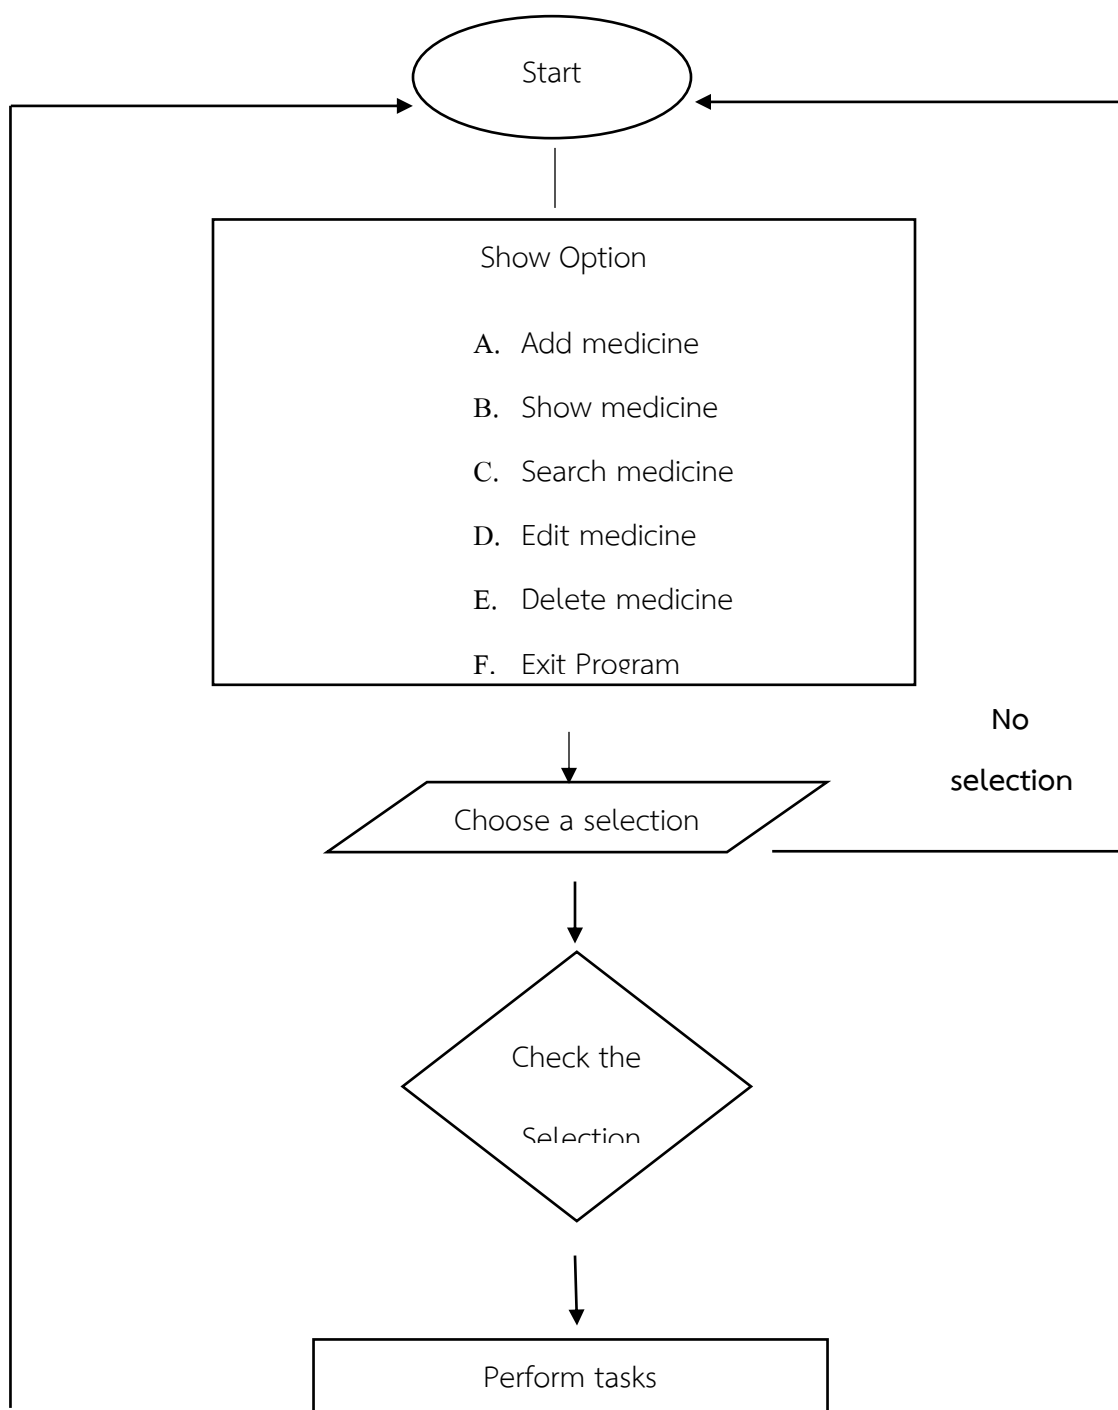 Start
Show Option
A. Add medicine
B. Show medicine
C. Search medicine
D. Edit medicine
E. Delete medicine
F. Exit Program
No
selection
Choose a selection
Check the
Selection
Perform tasks